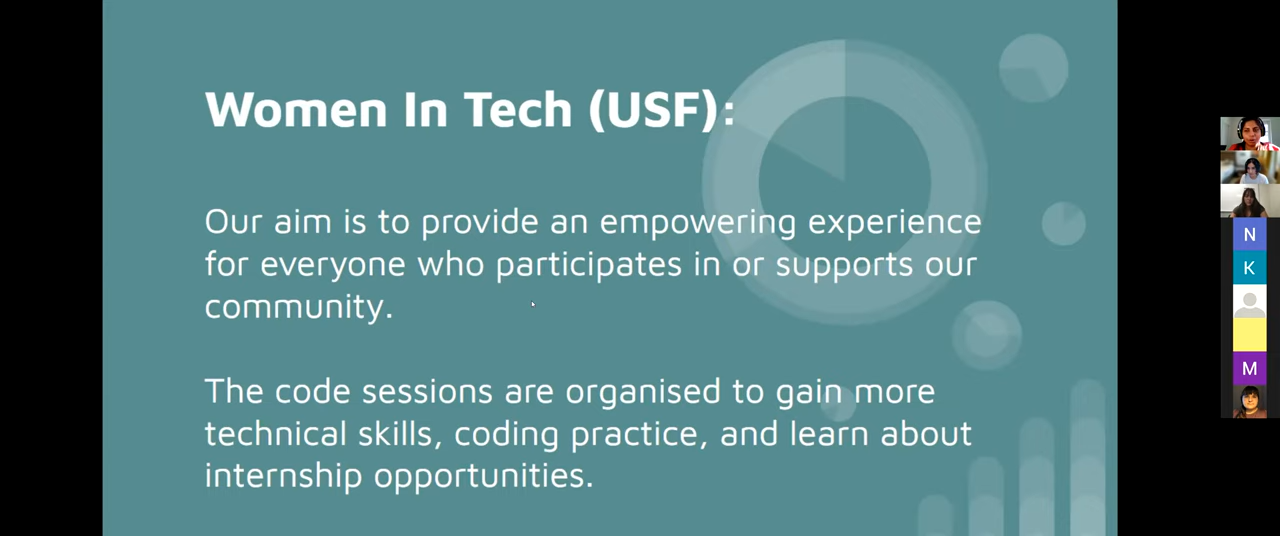 Women In Tech (USF):
Our aim is to provide an empowering experience
for everyone who participates in or supports our
community.
The code sessions are organised to gain more
technical skills, coding practice, and learn about
internship opportunities.
N
K
M